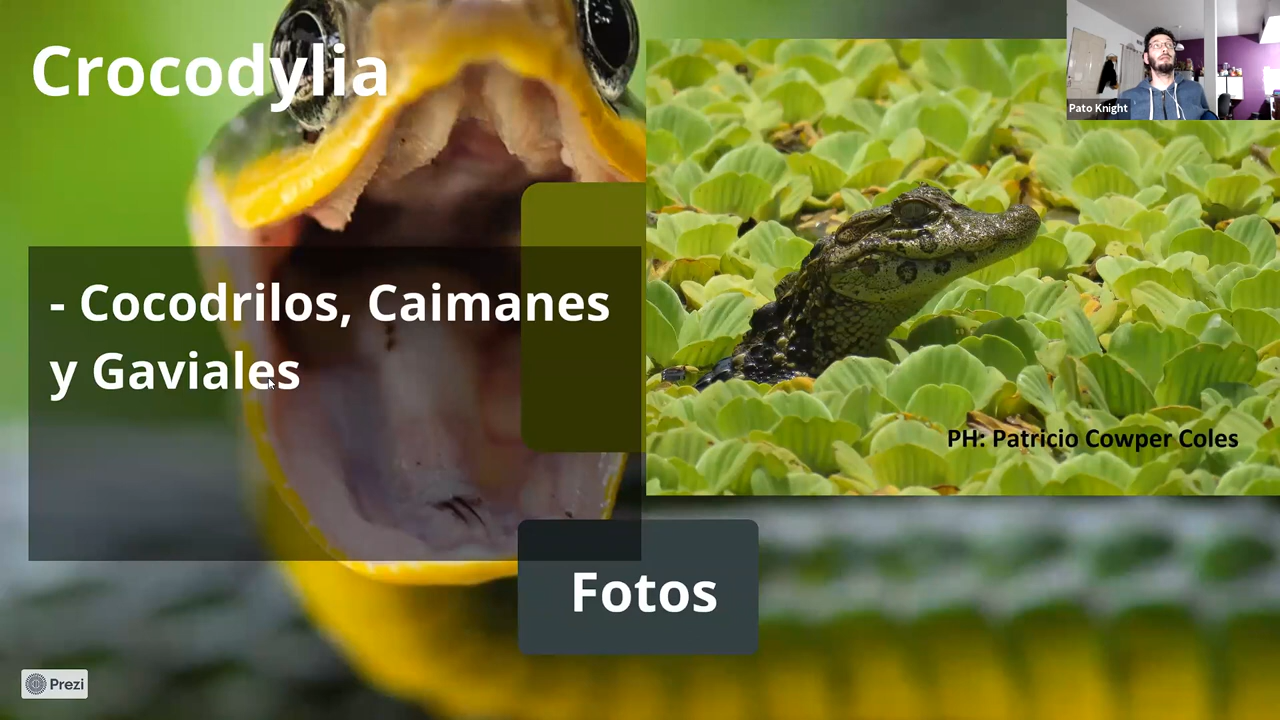 Crocodylia
Pato Knight
- Cocodrilos, Caimanes
y Gaviales
PH: Patricio Cowper Coles
Fotos
Prezi